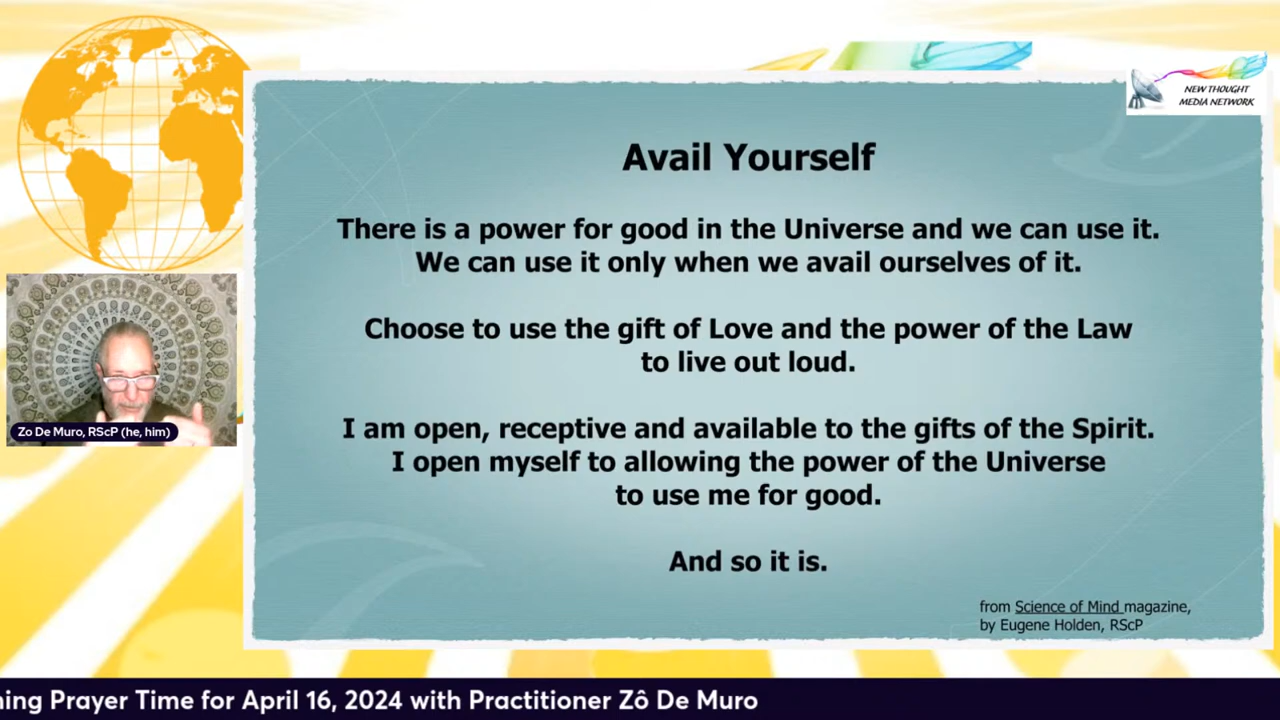 NEW THOUGHT
MEDIA NETWORK
Avail Yourself
There is a power for good in the Universe and we can use it.
We can use it only when we avail ourselves of it.
Choose to use the gift of Love and the power of the Law
to live out loud.
I am open, receptive and available to the gifts of the Spirit.
I open myself to allowing the power of the Universe
to use me for good.
And so it is.
from Science of Mind magazine,
by Eugene Holden, RScP
Zo De Muro, RScP (he, him)
Prayer Time for April 16, 2024 with Practitioner Zô De Muro